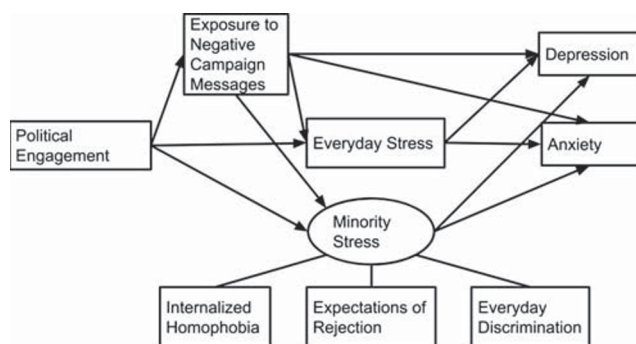 Exposure to
Negative
Campaign
Messages
Depression
Political
Engagement
Everyday Stress
Anxiety
Minority
Stress
Internalized
Homophobia
Expectations of
Rejection
Everyday
Discrimination